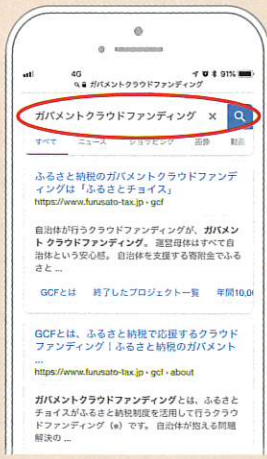 4G
91%
ガバメントクラウドファンディング
ガバメントクラウドファンディング ×
すべて ニュース ショッピング 画像 動画
ふるさと納税のガバメントクラウドファンデ
ィングは「ふるさとチョイス」
https://www.furusato-tax.jp › gcf
自治体が行うクラウドファンディングが、ガバメン
ト クラウドファンディング。 運営母体はすべて自
治体という安心感。 自治体を支援する寄附金でふる
さと ...
GCFとは 終了したプロジェクト一覧 年間10,00
GCFとは、ふるさと納税で応援するクラウド
ファンディング | ふるさと納税のガバメント
...
https://www.furusato-tax.jp › gcf › about
ガバメントクラウドファンディングとは、ふるさと
チョイスがふるさと納税制度を活用して行うクラウ
ドファンディング（※）です。 自治体が抱える問題
解決の ...